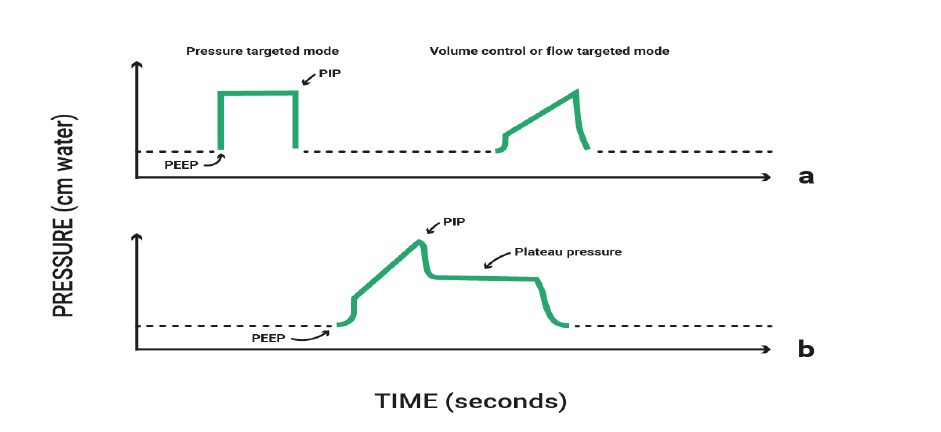 Pressure targeted mode
Volume control or flow targeted mode
PIP
PEEP
a
PRESSURE (cm water)
PIP
Plateau pressure
PEEP
b
TIME (seconds)